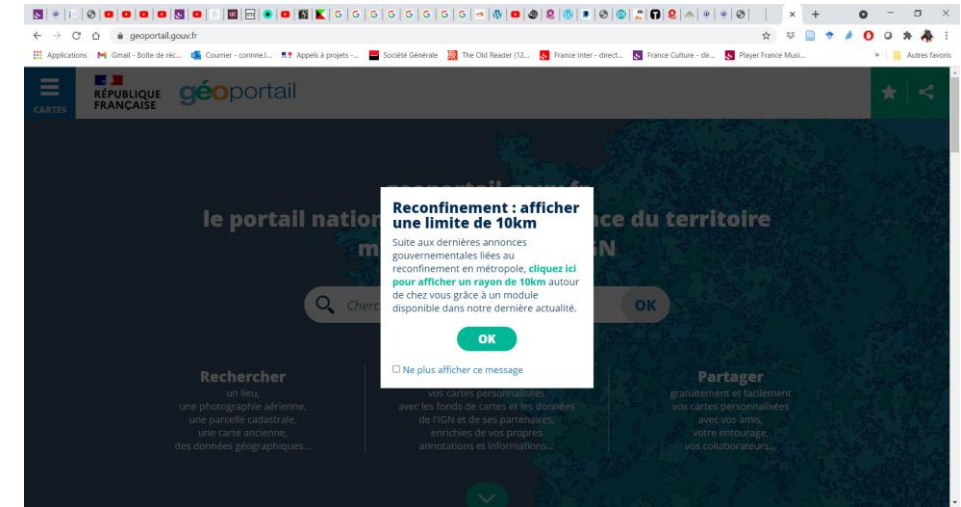 geoportail.gouv.fr
Applications
Gmail - Boîte de réc...
Courrier - corinne.l...
Appels à projets -...
Société Générale
The Old Reader (12...
France Inter - direct...
France Culture - dir...
Player France Musi...
»
Autres favoris
CARTES
RÉPUBLIQUE
FRANÇAISE
géoportail
le portail nation
nce du territoire
m
GN
Reconfinement : afficher
une limite de 10km
Suite aux dernières annonces
gouvernementales liées au
reconfinement en métropole, cliquez ici
pour afficher un rayon de 10km autour
de chez vous grâce à un module
disponible dans notre dernière actualité.
OK
Ne plus afficher ce message
Cherc
OK
Rechercher
un lieu,
une photographie aérienne,
une parcelle cadastrale,
une carte ancienne,
des données géographiques...
vos cartes personnalisées
avec les fonds de cartes et les données
de l'IGN et de ses partenaires,
enrichies de vos propres
annotations et informations...
Partager
gratuitement et facilement
vos cartes personnalisées
avec vos amis,
votre entourage,
vos collaborateurs...